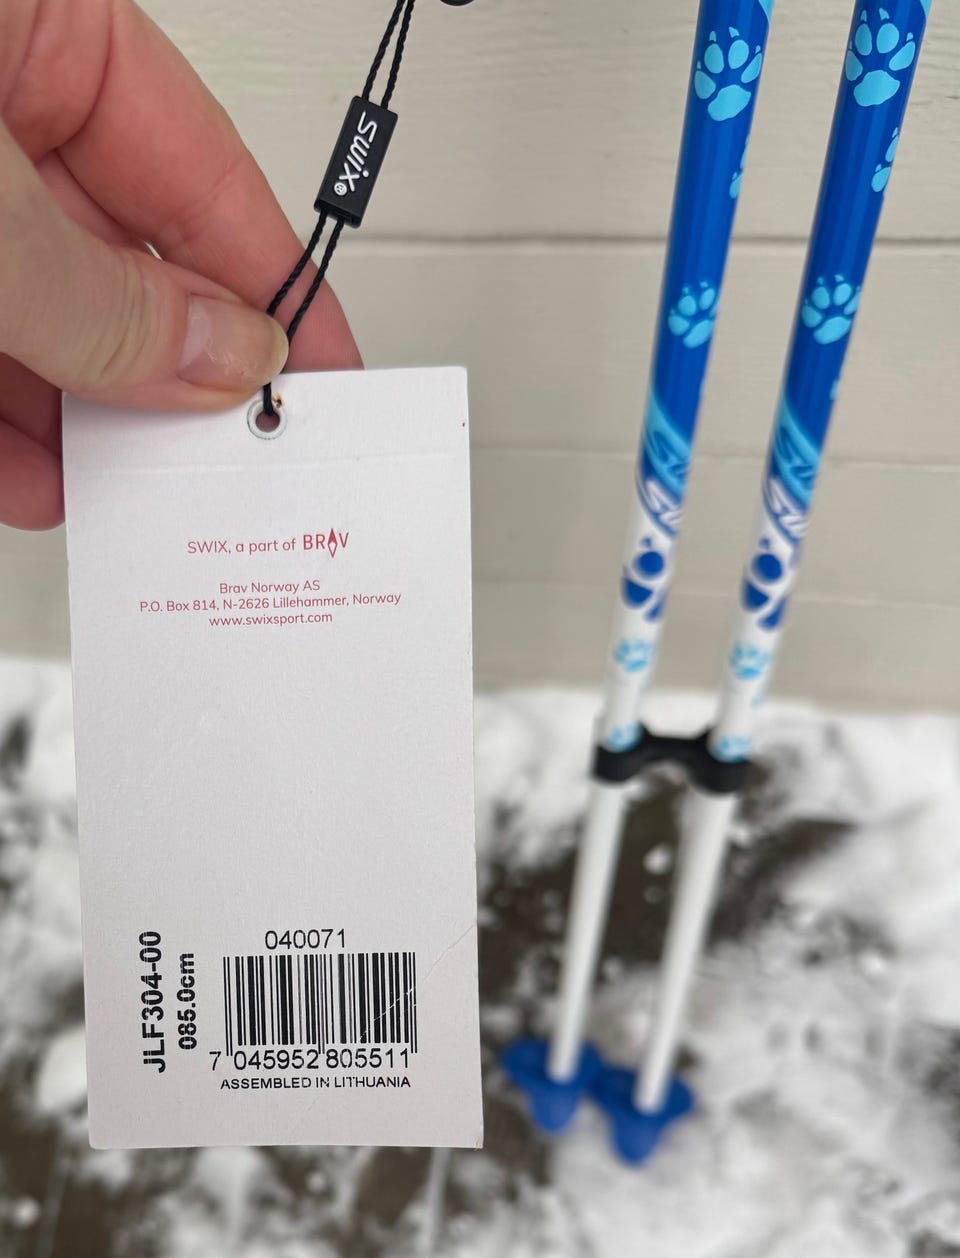 Swix®
SWIX, a part of BRAV
Brav Norway AS
P.O. Box 814, N-2626 Lillehammer, Norway
www.swixsport.com
JLF304-00
085.0cm
040071
7 045952 805511
ASSEMBLED IN LITHUANIA